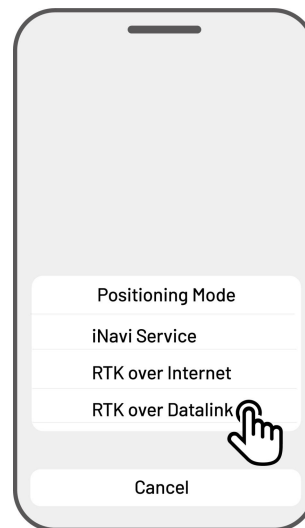 Positioning Mode
iNavi Service
RTK over Internet
RTK over Datalink
Cancel